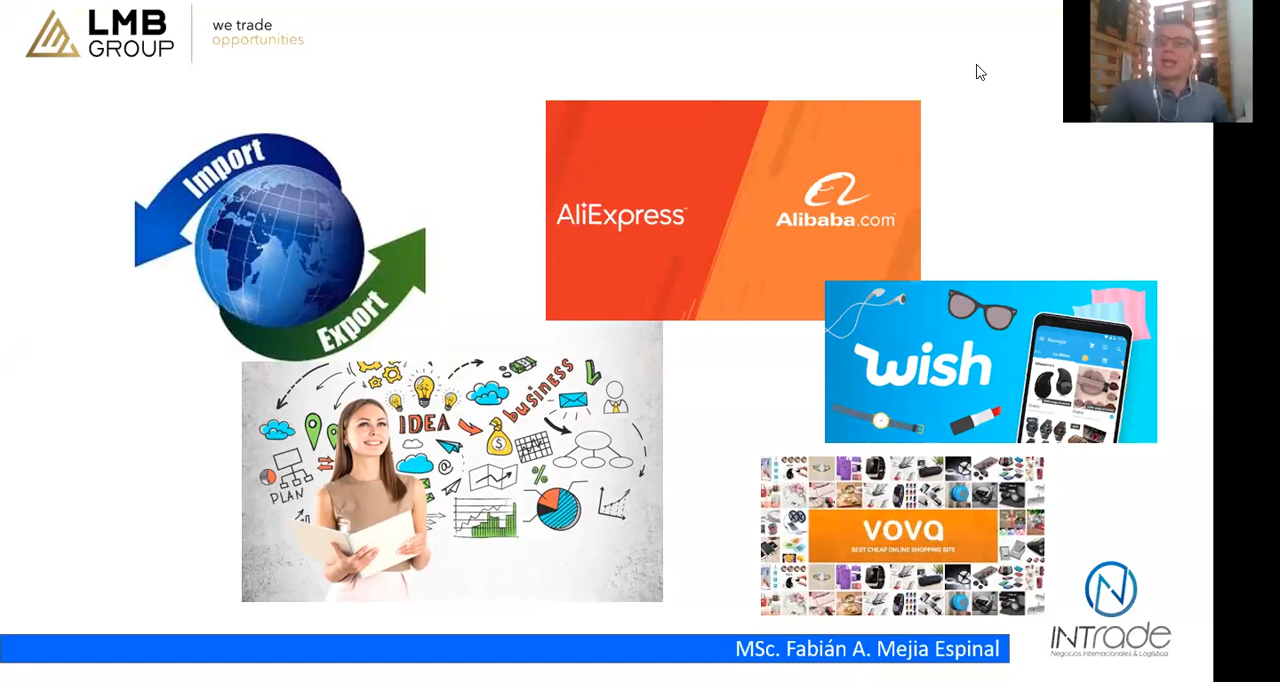 LMB
GROUP
we trade
opportunities
Import
Export
AliExpress
Alibaba.com
wish
Navegar
IDEA
business
PLAN
@
%
$
vova
BEST CHEAP ONLINE SHOPPING SITE
INTrade
Negocios Internacionales & Logística
MSc. Fabián A. Mejia Espinal